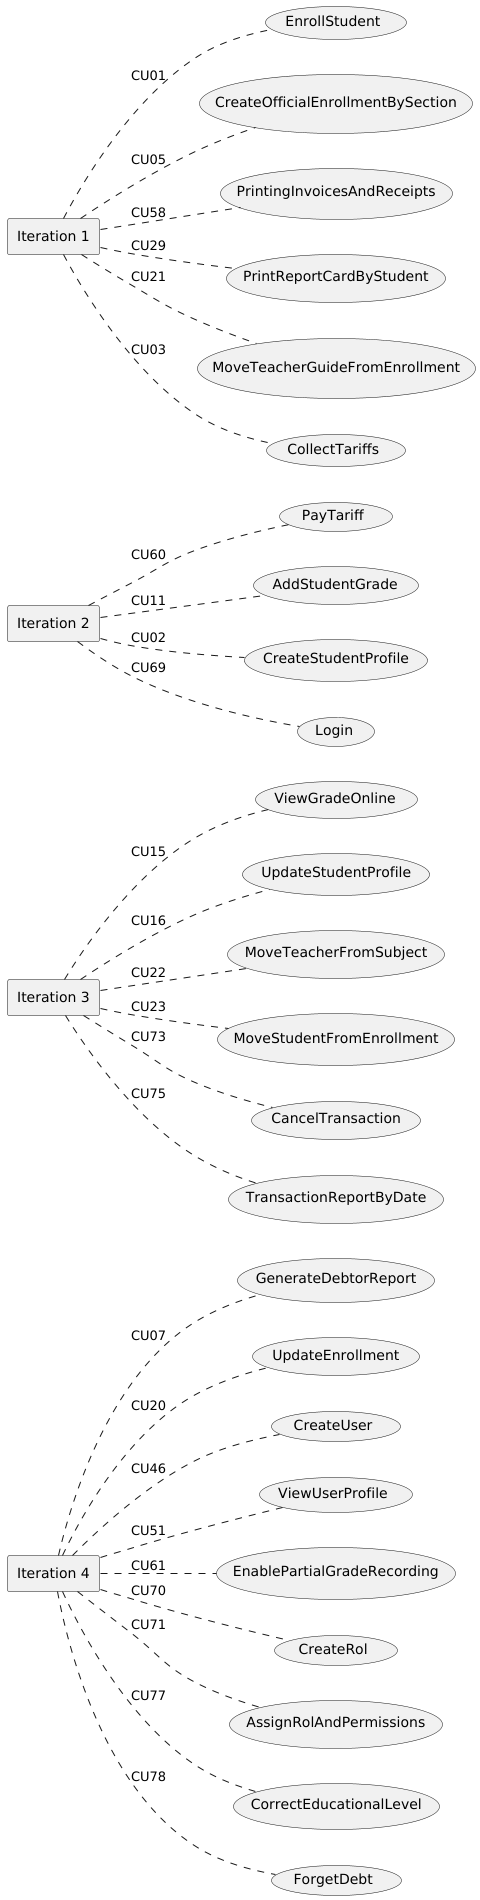 EnrollStudent
CU01
CreateOfficialEnrollmentBySection
CU05
PrintingInvoicesAndReceipts
CU58
Iteration 1
CU29
PrintReportCardByStudent
CU21
MoveTeacherGuideFromEnrollment
CU03
CollectTariffs
PayTariff
CU60
AddStudentGrade
CU11
Iteration 2
CU02
CreateStudentProfile
CU69
Login
ViewGradeOnline
CU15
UpdateStudentProfile
CU16
MoveTeacherFromSubject
CU22
Iteration 3
CU23
MoveStudentFromEnrollment
CU73
CancelTransaction
CU75
TransactionReportByDate
GenerateDebtorReport
CU07
UpdateEnrollment
CU20
CreateUser
CU46
ViewUserProfile
CU51
Iteration 4
CU61
EnablePartialGradeRecording
CU70
CreateRol
CU71
AssignRolAndPermissions
CU77
CorrectEducationalLevel
CU78
ForgetDebt